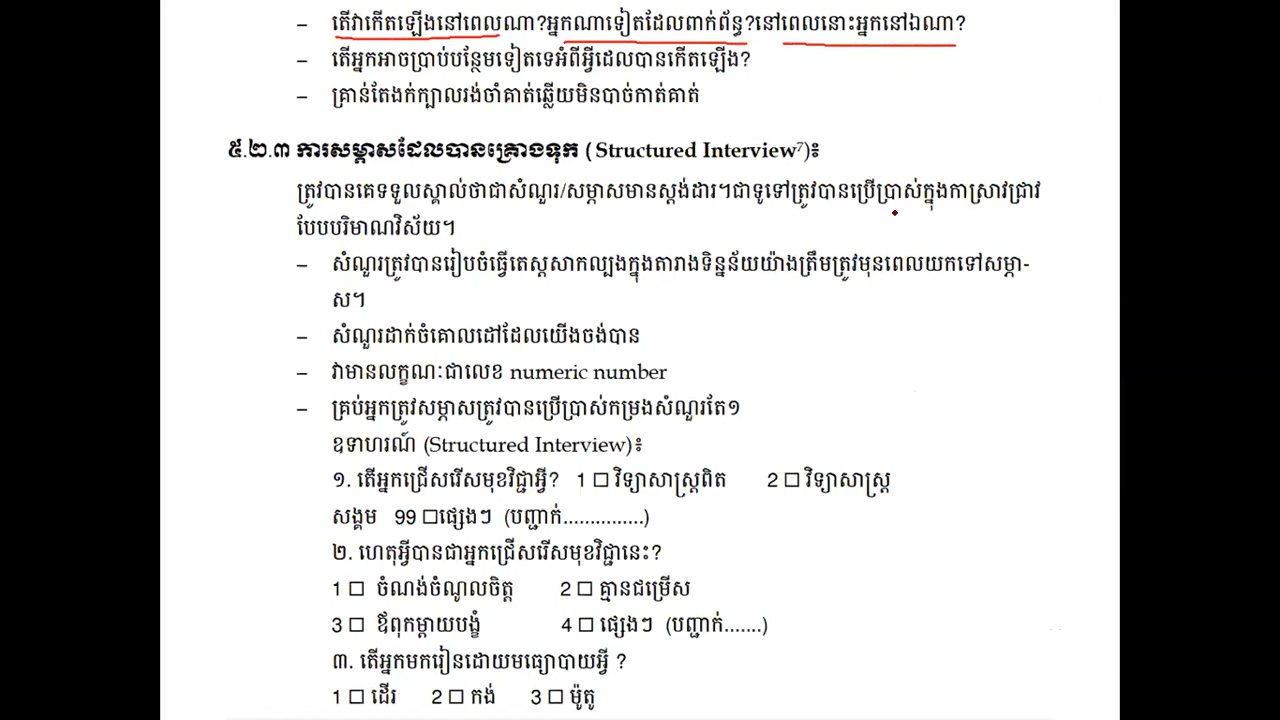 – តើវាកើតឡើងនៅពេលណា?អ្នកណាទៀតដែលពាក់ព័ន្ធ?នៅពេលនោះអ្នកនៅឯណា?
– តើអ្នកអាចប្រាប់បន្ថែមទៀតទេអំពីអ្វីដេលបានកើតឡើង?
– គ្រាន់តែងក់ក្បាលរង់ចាំគាត់ឆ្លើយមិនបាច់កាត់គាត់
៥.២.៣ ការសម្ភាសដែលបានគ្រោងទុក ( Structured Interview7)៖
ត្រូវបានគេទទួលស្គាល់ថាជាសំណួរ/សម្ភាសមានស្តង់ដារ។ជាទូទៅត្រូវបានប្រើប្រាស់ក្នុងកាស្រាវជ្រាវ
បែបបរិមាណវិស័យ។
– សំណួរត្រូវបានរៀបចំធ្វើតេស្តសាកល្បងក្នុងតារាងទិន្នន័យយ៉ាងត្រឹមត្រូវមុនពេលយកទៅសម្ភា-
ស។
– សំណួរដាក់ចំគោលដៅដែលយើងចង់បាន
– វាមានលក្ខណៈជាលេខ numeric number
– គ្រប់អ្នកត្រូវសម្ភាសត្រូវបានប្រើប្រាស់កម្រងសំណួរតែ១
ឧទាហរណ៍ (Structured Interview)៖
១. តើអ្នកជ្រើសរើសមុខវិជ្ជាអ្វី? 1 ☐ វិទ្យាសាស្ត្រពិត 2 ☐ វិទ្យាសាស្ត្រ
សង្គម 99 ☐ផ្សេងៗ (បញ្ជាក់...............)
២. ហេតុអ្វីបានជាអ្នកជ្រើសរើសមុខវិជ្ជានេះ?
1 ☐ ចំណង់ចំណូលចិត្ត 2 ☐ គ្មានជម្រើស
3 ☐ ឪពុកម្តាយបង្ខំ 4 ☐ ផ្សេងៗ (បញ្ជាក់.......)
៣. តើអ្នកមករៀនដោយមធ្យោបាយអ្វី ?
1 ☐ ដើរ 2 ☐ កង់ 3 ☐ ម៉ូតូ